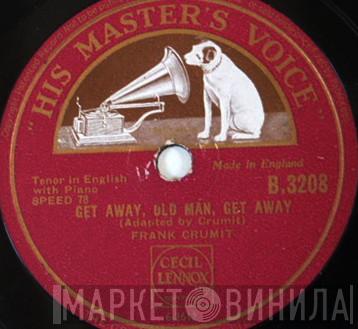 "HIS MASTER'S VOICE"
Tenor in English
with Piano
SPEED 78
Made in England
B.3208
GET AWAY, OLD MAN, GET AWAY
(Adapted by Crumit)
FRANK CRUMIT
CECIL
LENNOX
МАРКЕТ ВИНИЛА